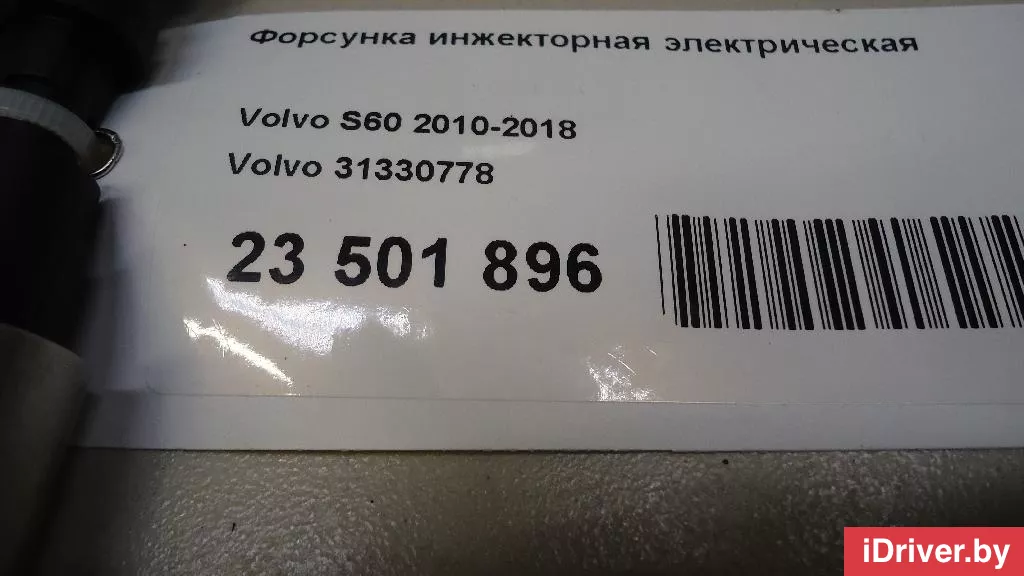 Форсунка инжекторная электрическая
Volvo S60 2010-2018
Volvo 31330778
23 501 896
iDriver.by